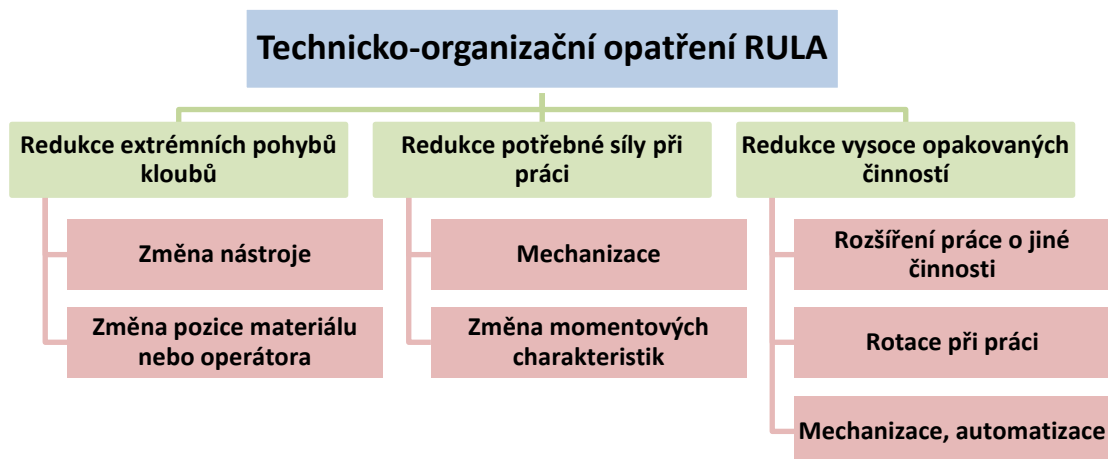 Technicko-organizační opatření RULA
Redukce extrémních pohybů
kloubů
Změna nástroje
Změna pozice materiálu
nebo operátora
Redukce potřebné síly při
práci
Mechanizace
Změna momentových
charakteristik
Redukce vysoce opakovaných
činností
Rozšíření práce o jiné
činnosti
Rotace při práci
Mechanizace, automatizace